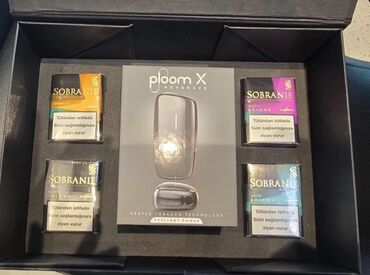 SOBRANIE
Tütündən istifadə
Sizin sağlamlığınıza
ziyan vurur
ploom X
ADVANCED
HEATED TOBACCO TECHNOLOGY
SOBRANIE
Tütündən istifadə
Sizin sağlamlığınıza
ziyan vurur
SOBRANIE
Tütündən istifadə
Sizin sağlamlığınıza
ziyan vurur
SOBRANIE
Tütündən istifadə
Sizin sağlamlığınıza
ziyan vurur